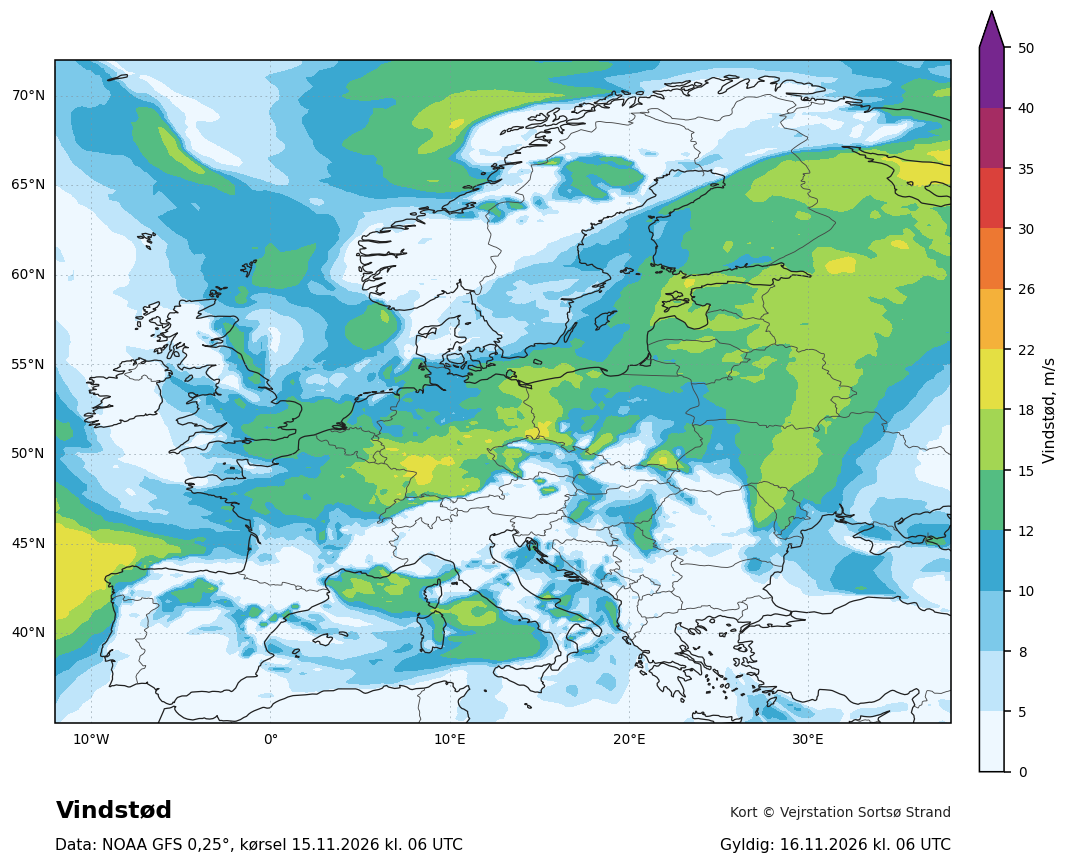 50
40
35
30
26
22
18
15
12
10
8
5
0
Vindstød, m/s
70°N
65°N
60°N
55°N
50°N
45°N
40°N
10°W
0°
10°E
20°E
30°E
Vindstød
Kort © Vejrstation Sortsø Strand
Data: NOAA GFS 0,25°, kørsel 15.11.2026 kl. 06 UTC
Gyldig: 16.11.2026 kl. 06 UTC